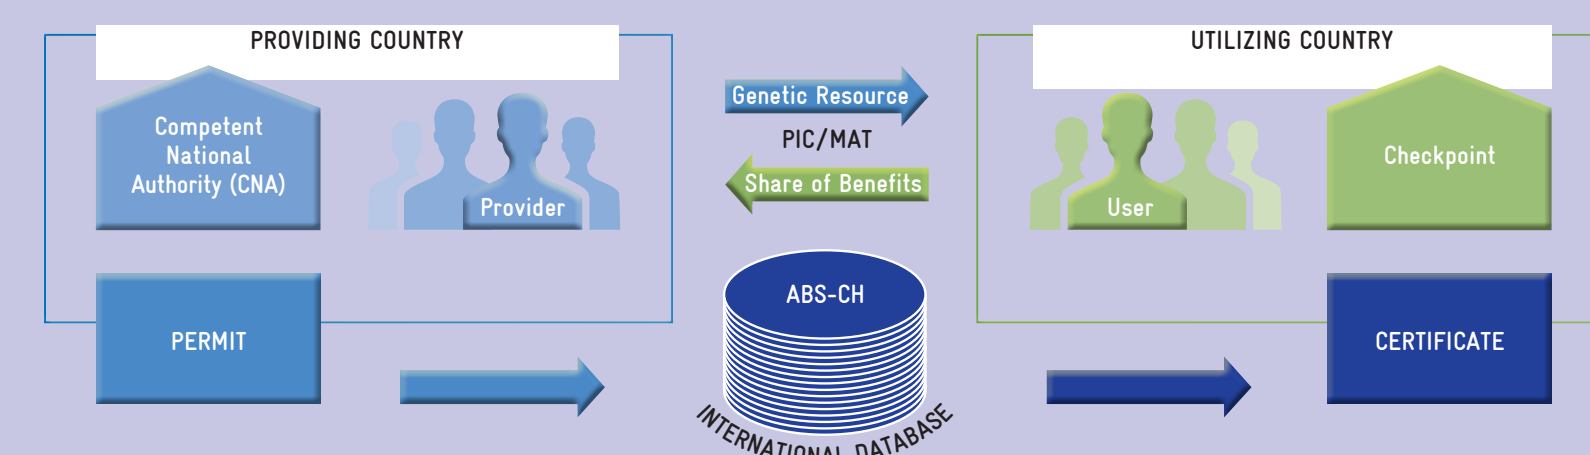 PROVIDING COUNTRY
Competent
National
Authority (CNA)
Provider
Genetic Resource
PIC/MAT
Share of Benefits
UTILIZING COUNTRY
User
Checkpoint
PERMIT
ABS-CH
INTERNATIONAL DATABASE
CERTIFICATE